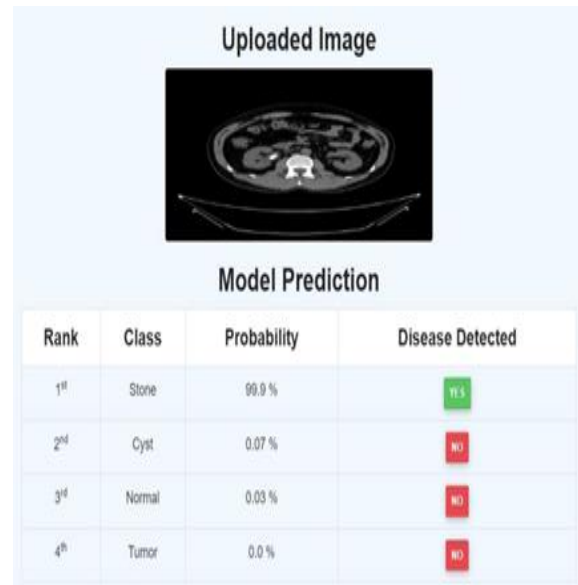 Uploaded Image
Model Prediction
Rank Class Probability Disease Detected
1st Stone 99.9 % YES
2nd Cyst 0.07 % NO
3rd Normal 0.03 % NO
4th Tumor 0.0 % NO